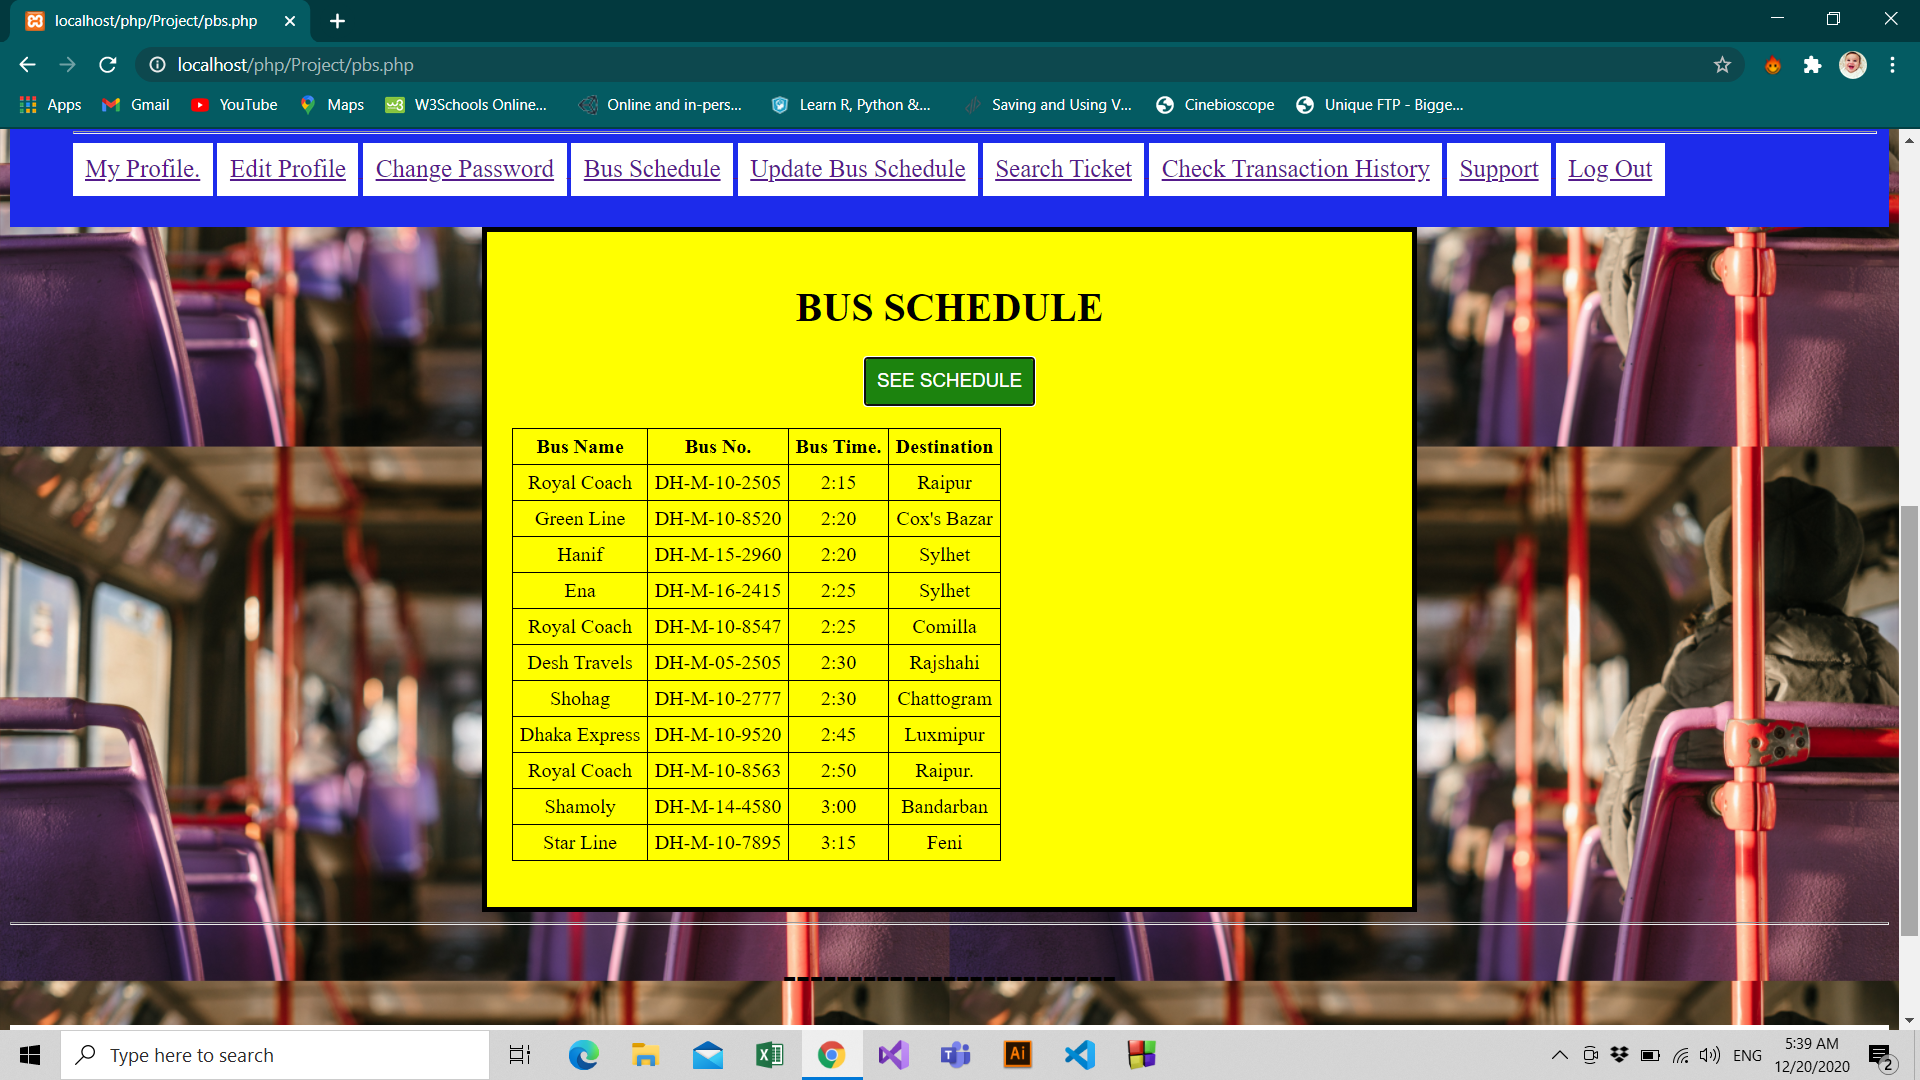 localhost/php/Project/pbs.php
localhost/php/Project/pbs.php
Apps Gmail YouTube Maps W3Schools Online... Online and in-pers... Learn R, Python &... Saving and Using V... Cinebioscope Unique FTP - Bigge...
My Profile. Edit Profile Change Password Bus Schedule Update Bus Schedule Search Ticket Check Transaction History Support Log Out
BUS SCHEDULE
SEE SCHEDULE
Bus Name Bus No. Bus Time. Destination
Royal Coach DH-M-10-2505 2:15 Raipur
Green Line DH-M-10-8520 2:20 Cox's Bazar
Hanif DH-M-15-2960 2:20 Sylhet
Ena DH-M-16-2415 2:25 Sylhet
Royal Coach DH-M-10-8547 2:25 Comilla
Desh Travels DH-M-05-2505 2:30 Rajshahi
Shohag DH-M-10-2777 2:30 Chattogram
Dhaka Express DH-M-10-9520 2:45 Luxmipur
Royal Coach DH-M-10-8563 2:50 Raipur.
Shamoly DH-M-14-4580 3:00 Bandarban
Star Line DH-M-10-7895 3:15 Feni
Type here to search
ENG
5:39 AM
12/20/2020
2